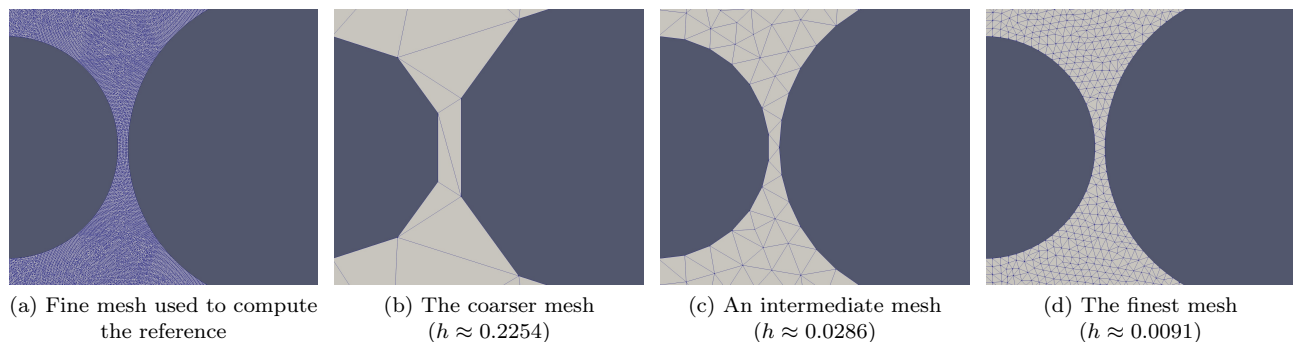 (a) Fine mesh used to compute
the reference
(b) The coarser mesh
(h ≈ 0.2254)
(c) An intermediate mesh
(h ≈ 0.0286)
(d) The finest mesh
(h ≈ 0.0091)